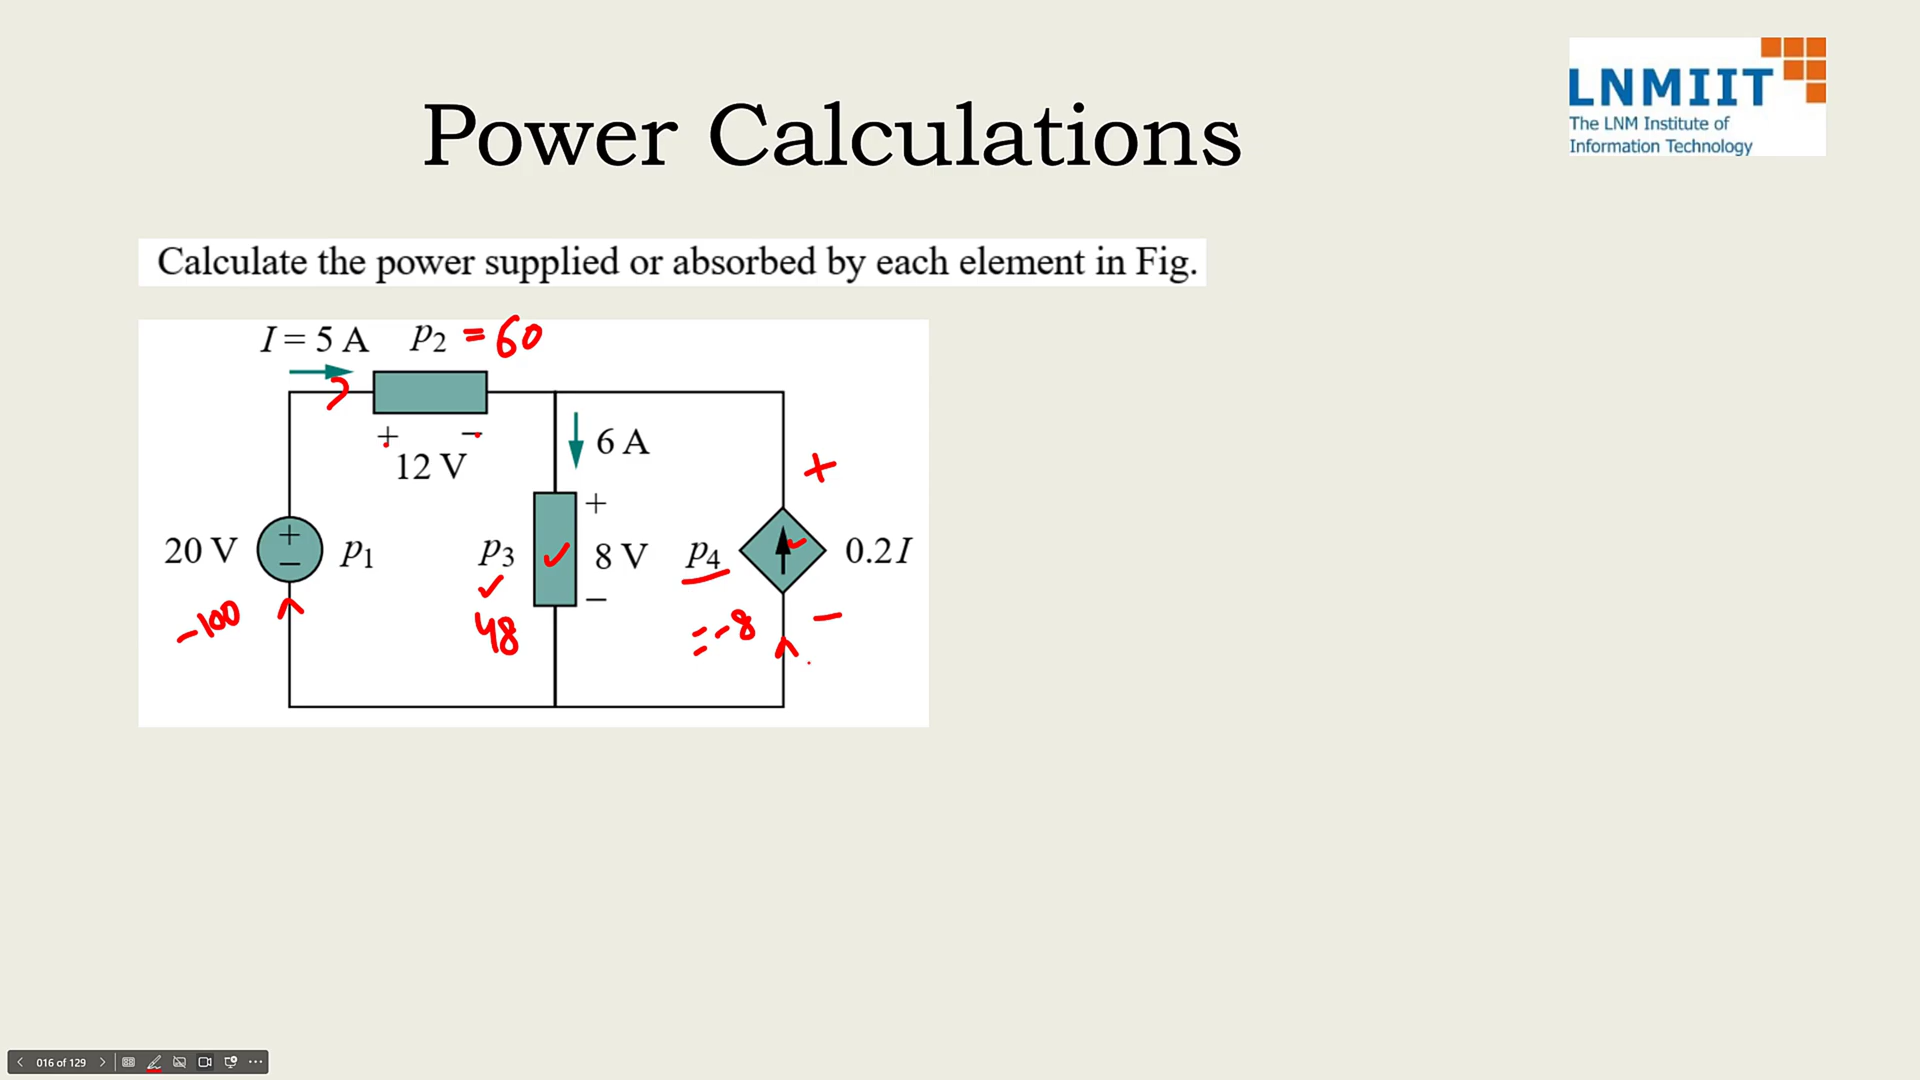 LNMIIT
The LNM Institute of
Information Technology
Power Calculations
Calculate the power supplied or absorbed by each element in Fig.
I = 5 A p2 = 60
+ −
12 V
6 A
+
+
20 V + − p1 p3 8 V p4 0.2I
−
−
-100
48
= -8
016 of 129